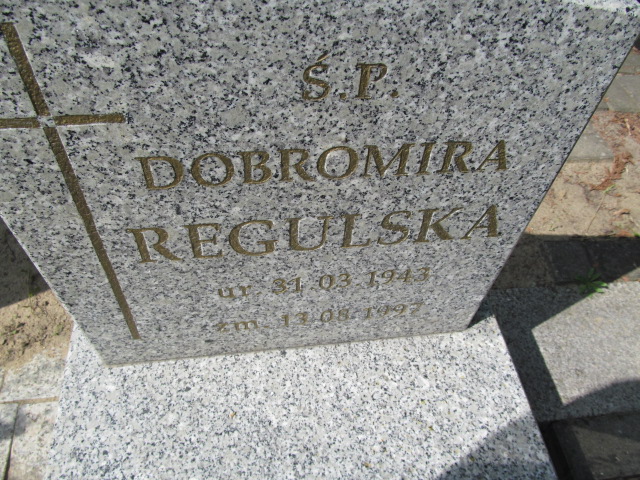 Ś.P.
DOBROMIRA
REGULSKA
ur 31 03 1943
zm 13.08.1997